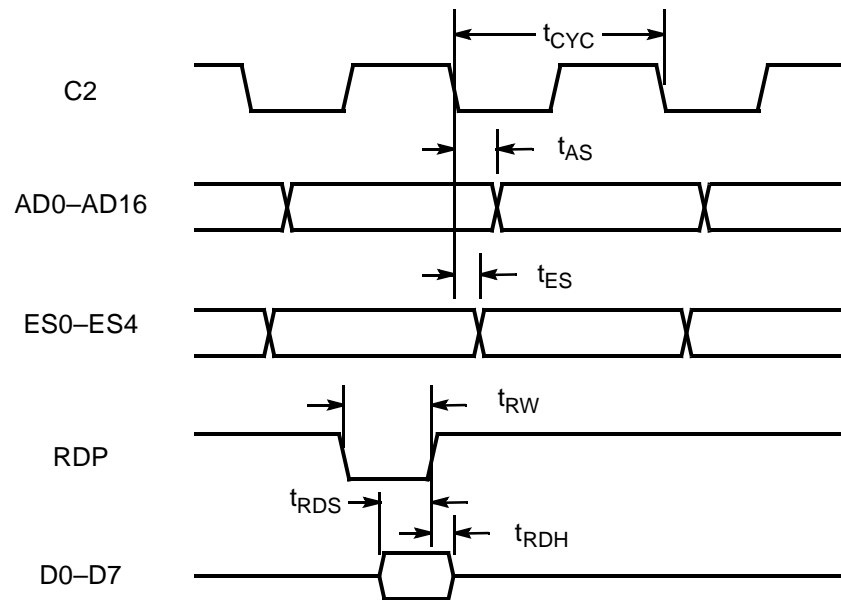 tCYC
C2
tAS
AD0–AD16
tES
ES0–ES4
tRW
RDP
tRDS
tRDH
D0–D7